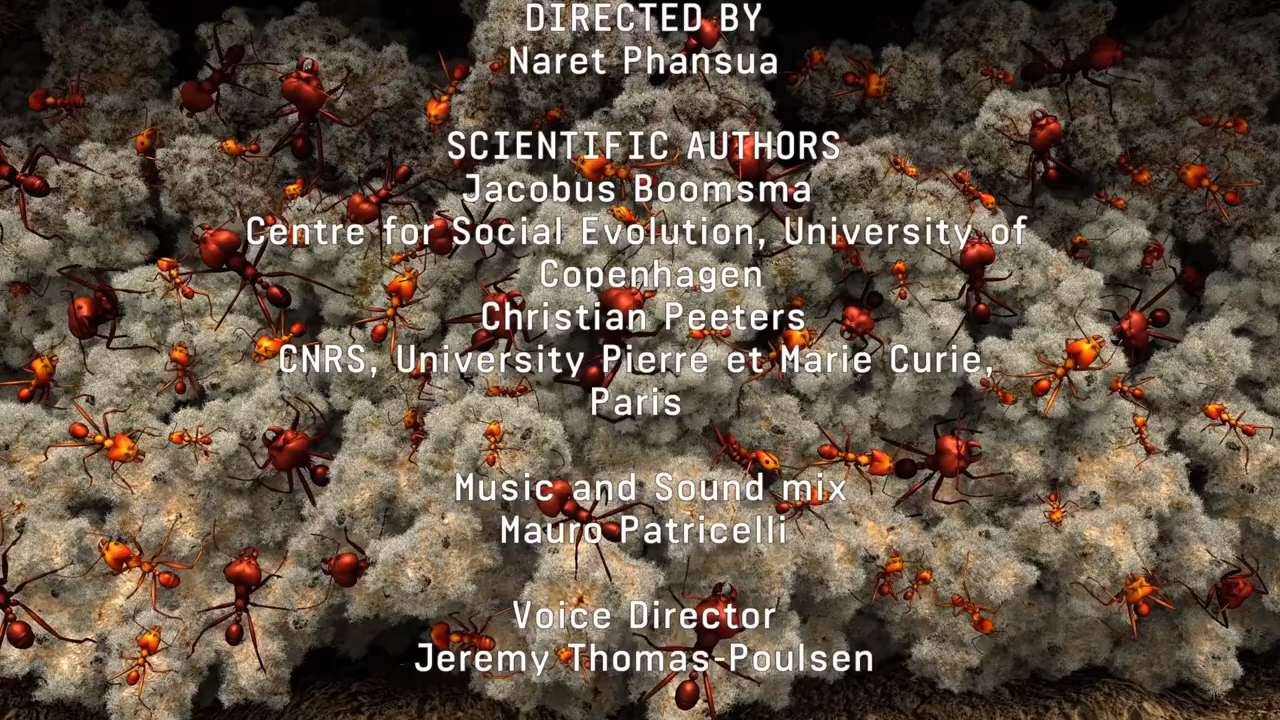 DIRECTED BY
Naret Phansua
SCIENTIFIC AUTHORS
Jacobus Boomsma
Centre for Social Evolution, University of
Copenhagen
Christian Peeters
CNRS, University Pierre et Marie Curie,
Paris
Music and Sound mix
Mauro Patricelli
Voice Director
Jeremy Thomas-Poulsen